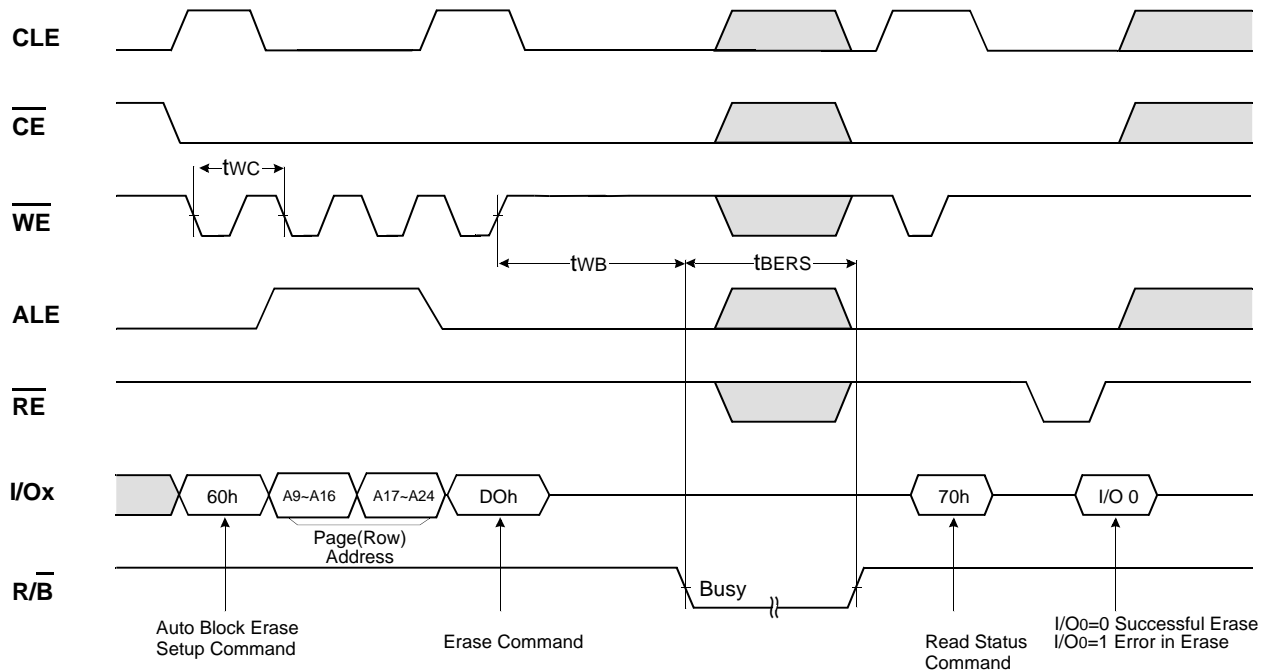 CLE
CE
tWC
WE
tWB
tBERS
ALE
RE
I/Ox
60h
A9~A16
A17~A24
DOh
70h
I/O 0
Page(Row)
Address
R/B
Busy
Auto Block Erase
Setup Command
Erase Command
Read Status
Command
I/O0=0 Successful Erase
I/O0=1 Error in Erase